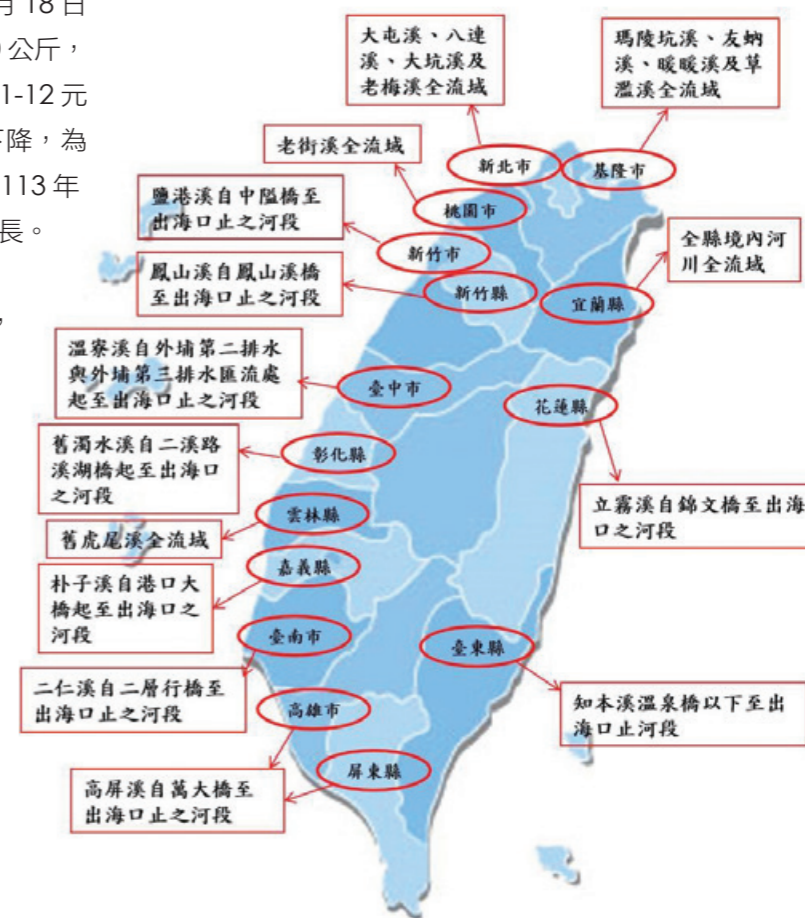 月 18 日
公斤，
1-12 元
下降，為
113 年
長。
，
大屯溪、八連
溪、大坑溪及
老梅溪全流域
瑪陵坑溪、友蚋
溪、暖暖溪及草
濫溪全流域
老街溪全流域
新北市
基隆市
鹽港溪自中隘橋至
出海口止之河段
桃園市
全縣境內河
川全流域
新竹市
鳳山溪自鳳山溪橋
至出海口止之河段
新竹縣
宜蘭縣
溫寮溪自外埔第二排水
與外埔第三排水匯流處
起至出海口止之河段
臺中市
花蓮縣
舊濁水溪自二溪路
溪湖橋起至出海口
之河段
彰化縣
立霧溪自錦文橋至出海
口之河段
雲林縣
舊虎尾溪全流域
嘉義縣
朴子溪自港口大
橋起至出海口之
河段
臺南市
臺東縣
二仁溪自二層行橋至
出海口止之河段
高雄市
知本溪溫泉橋以下至出
海口止河段
屏東縣
高屏溪自萬大橋至
出海口止之河段